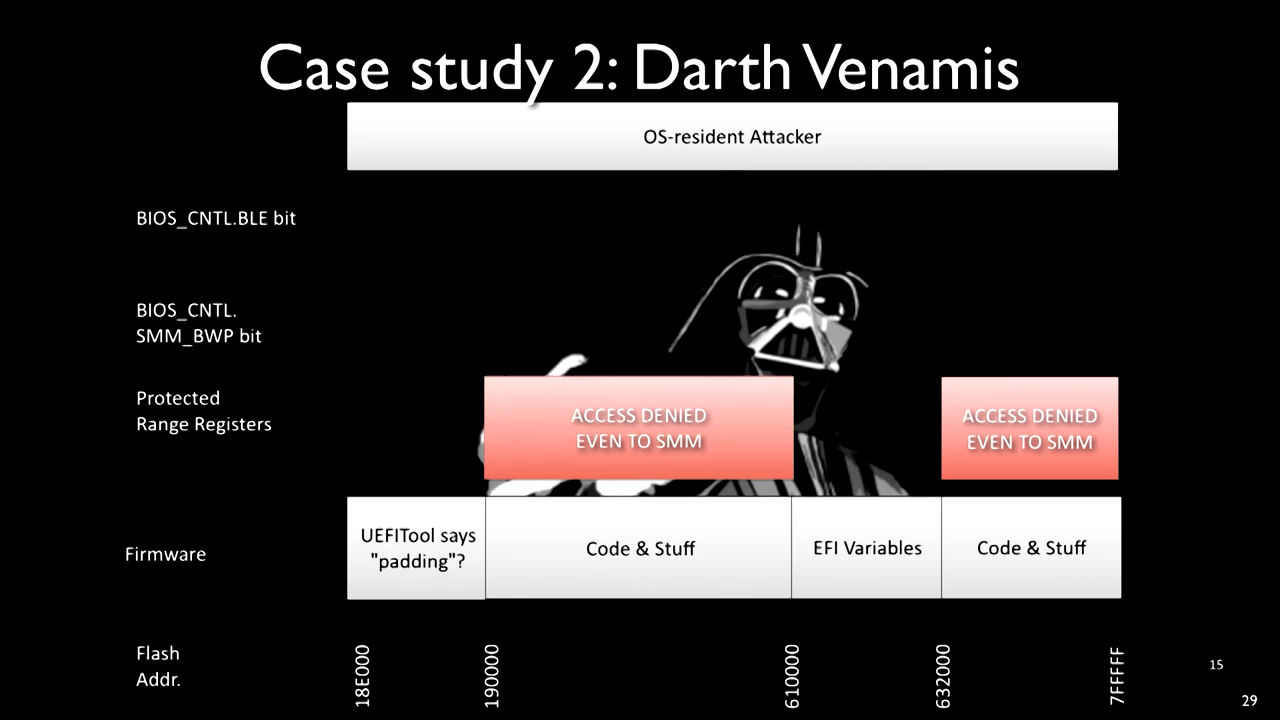 Case study 2: Darth Venamis
OS-resident Attacker
BIOS_CNTL.BLE bit
BIOS_CNTL.
SMM_BWP bit
Protected
Range Registers
ACCESS DENIED
EVEN TO SMM
ACCESS DENIED
EVEN TO SMM
Firmware
UEFITool says
"padding"?
Code & Stuff
EFI Variables
Code & Stuff
Flash
Addr.
18E000
190000
610000
632000
7FFFFF
15
29